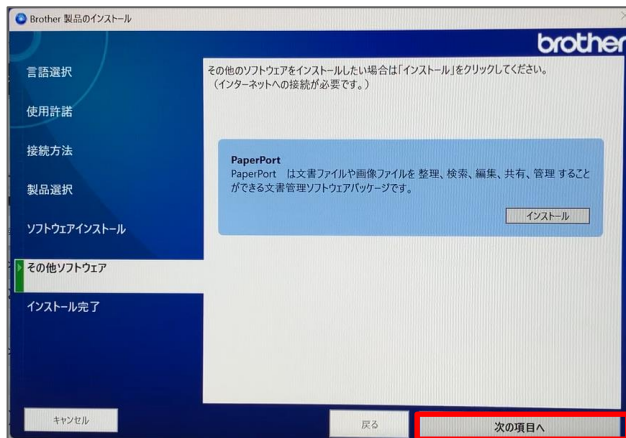 Brother 製品のインストール
brother
言語選択
使用許諾
接続方法
製品選択
ソフトウェアインストール
その他ソフトウェア
インストール完了
その他のソフトウェアをインストールしたい場合は「インストール」をクリックしてください。
（インターネットへの接続が必要です。）
PaperPort
PaperPort は文書ファイルや画像ファイルを 整理、検索、編集、共有、管理 すること
ができる文書管理ソフトウェアパッケージです。
インストール
キャンセル
戻る
次の項目へ